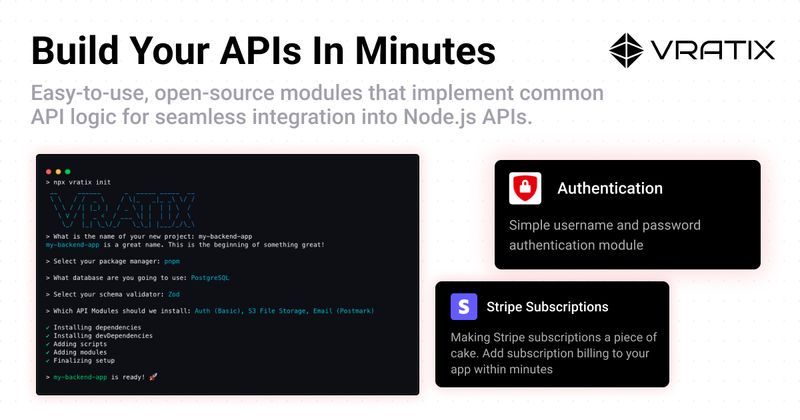 Build Your APIs In Minutes
VRATIX
Easy-to-use, open-source modules that implement common
API logic for seamless integration into Node.js APIs.
> npx vratix init
VRATIX
> What is the name of your new project: my-backend-app
my-backend-app is a great name. This is the beginning of something great!
> Select your package manager: pnpm
> What database are you going to use: PostgreSQL
> Select your schema validator: Zod
> Which API Modules should we install: Auth (Basic), S3 File Storage, Email (Postmark)
✓ Installing dependencies
✓ Installing devDependencies
✓ Adding scripts
✓ Adding modules
✓ Finalizing setup
> my-backend-app is ready! 🚀
Authentication
Simple username and password
authentication module
S Stripe Subscriptions
Making Stripe subscriptions a piece of
cake. Add subscription billing to your
app within minutes